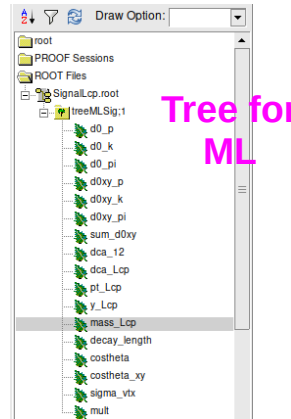 Draw Option:
root
PROOF Sessions
ROOT Files
SignalLcp.root
treeMLSig;1
d0_p
d0_k
d0_pi
d0xy_p
d0xy_k
d0xy_pi
sum_d0xy
dca_12
dca_Lcp
pt_Lcp
y_Lcp
mass_Lcp
decay_length
costheta
costheta_xy
sigma_vtx
mult
Tree for
ML